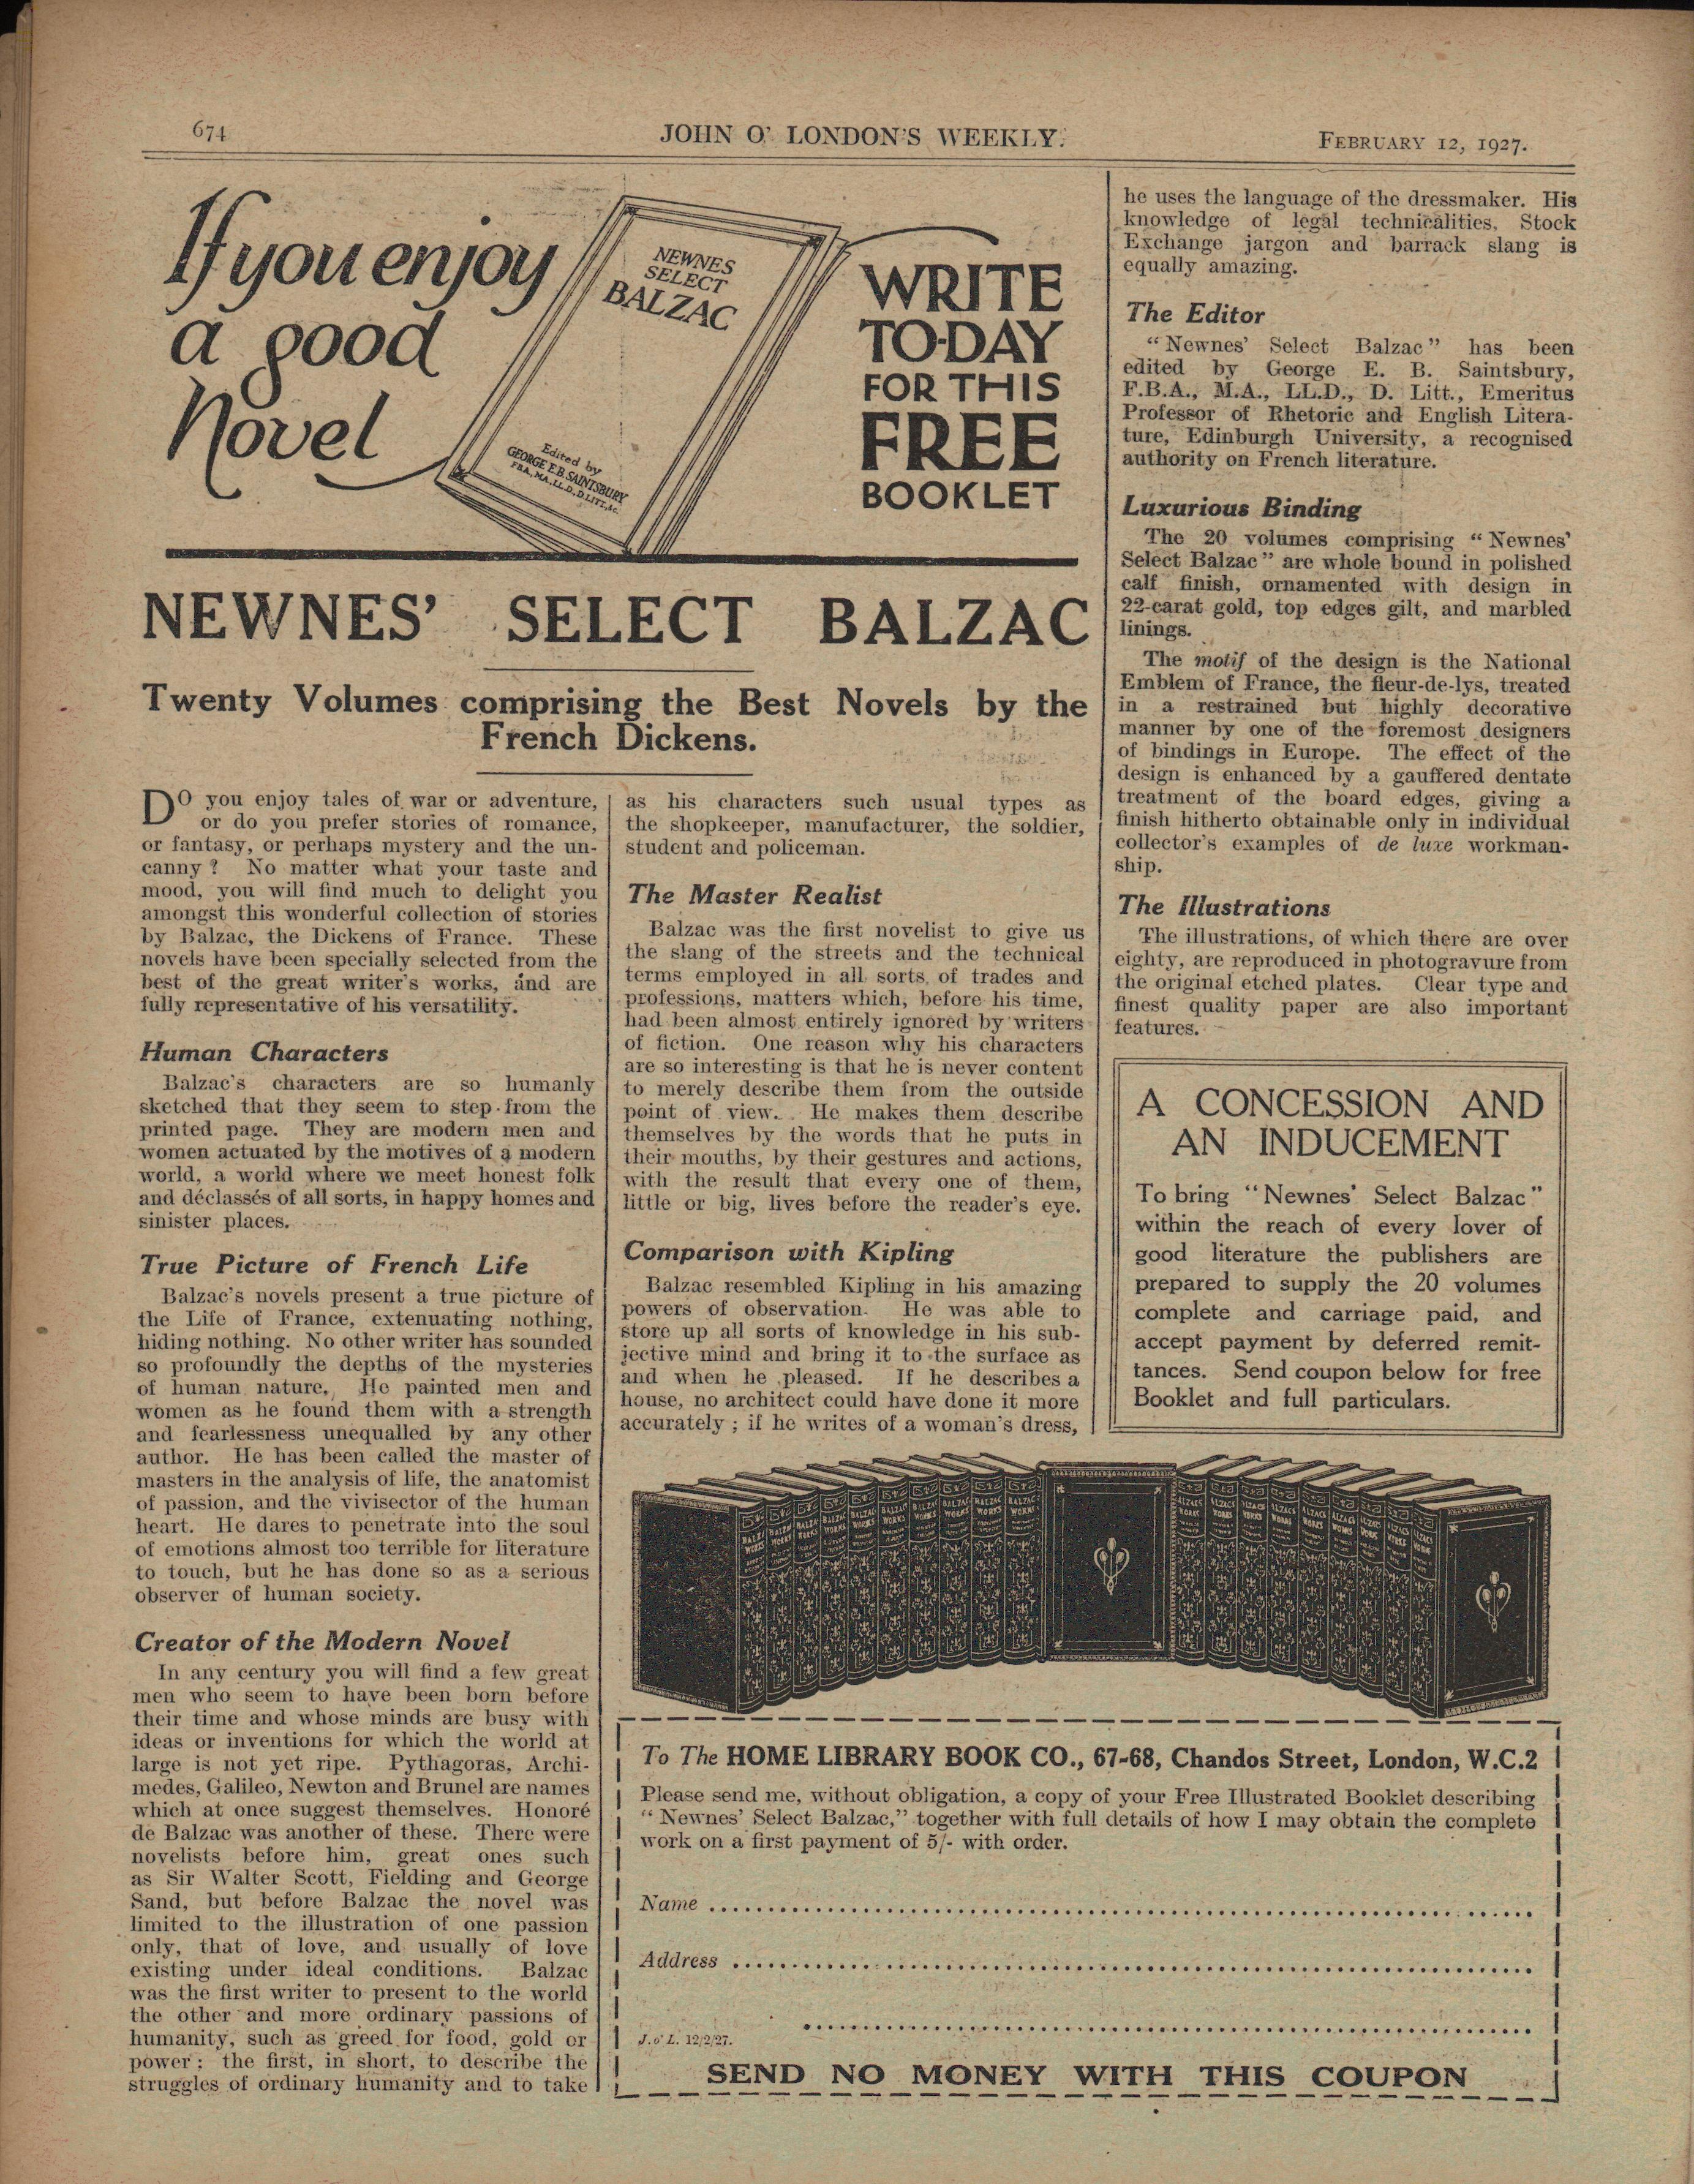 674
JOHN O' LONDON'S WEEKLY.
FEBRUARY 12, 1927.
If you enjoy
a good
Novel
NEWNES
SELECT
BALZAC
Edited by
GEORGE E.B. SAINTSBURY
F.B.A., M.A., LL.D., D.LITT., &c.
WRITE
TO-DAY
FOR THIS
FREE
BOOKLET
NEWNES' SELECT BALZAC
Twenty Volumes comprising the Best Novels by the
French Dickens.
DO you enjoy tales of war or adventure,
or do you prefer stories of romance,
or fantasy, or perhaps mystery and the un-
canny ? No matter what your taste and
mood, you will find much to delight you
amongst this wonderful collection of stories
by Balzac, the Dickens of France. These
novels have been specially selected from the
best of the great writer's works, and are
fully representative of his versatility.
Human Characters
Balzac's characters are so humanly
sketched that they seem to step from the
printed page. They are modern men and
women actuated by the motives of a modern
world, a world where we meet honest folk
and déclassés of all sorts, in happy homes and
sinister places.
True Picture of French Life
Balzac's novels present a true picture of
the Life of France, extenuating nothing,
hiding nothing. No other writer has sounded
so profoundly the depths of the mysteries
of human nature. He painted men and
women as he found them with a strength
and fearlessness unequalled by any other
author. He has been called the master of
masters in the analysis of life, the anatomist
of passion, and the vivisector of the human
heart. He dares to penetrate into the soul
of emotions almost too terrible for literature
to touch, but he has done so as a serious
observer of human society.
Creator of the Modern Novel
In any century you will find a few great
men who seem to have been born before
their time and whose minds are busy with
ideas or inventions for which the world at
large is not yet ripe. Pythagoras, Archi-
medes, Galileo, Newton and Brunel are names
which at once suggest themselves. Honoré
de Balzac was another of these. There were
novelists before him, great ones such
as Sir Walter Scott, Fielding and George
Sand, but before Balzac the novel was
limited to the illustration of one passion
only, that of love, and usually of love
existing under ideal conditions. Balzac
was the first writer to present to the world
the other and more ordinary passions of
humanity, such as greed for food, gold or
power ; the first, in short, to describe the
struggles of ordinary humanity and to take
as his characters such usual types as
the shopkeeper, manufacturer, the soldier,
student and policeman.
The Master Realist
Balzac was the first novelist to give us
the slang of the streets and the technical
terms employed in all sorts of trades and
professions, matters which, before his time,
had been almost entirely ignored by writers
of fiction. One reason why his characters
are so interesting is that he is never content
to merely describe them from the outside
point of view. He makes them describe
themselves by the words that he puts in
their mouths, by their gestures and actions,
with the result that every one of them,
little or big, lives before the reader's eye.
Comparison with Kipling
Balzac resembled Kipling in his amazing
powers of observation. He was able to
store up all sorts of knowledge in his sub-
jective mind and bring it to the surface as
and when he pleased. If he describes a
house, no architect could have done it more
accurately ; if he writes of a woman's dress,
he uses the language of the dressmaker. His
knowledge of legal technicalities, Stock
Exchange jargon and barrack slang is
equally amazing.
The Editor
" Newnes' Select Balzac " has been
edited by George E. B. Saintsbury,
F.B.A., M.A., LL.D., D. Litt., Emeritus
Professor of Rhetoric and English Litera-
ture, Edinburgh University, a recognised
authority on French literature.
Luxurious Binding
The 20 volumes comprising " Newnes'
Select Balzac " are whole bound in polished
calf finish, ornamented with design in
22-carat gold, top edges gilt, and marbled
linings.
The motif of the design is the National
Emblem of France, the fleur-de-lys, treated
in a restrained but highly decorative
manner by one of the foremost designers
of bindings in Europe. The effect of the
design is enhanced by a gauffered dentate
treatment of the board edges, giving a
finish hitherto obtainable only in individual
collector's examples of de luxe workman-
ship.
The Illustrations
The illustrations, of which there are over
eighty, are reproduced in photogravure from
the original etched plates. Clear type and
finest quality paper are also important
features.
A CONCESSION AND
AN INDUCEMENT
To bring "Newnes' Select Balzac"
within the reach of every lover of
good literature the publishers are
prepared to supply the 20 volumes
complete and carriage paid, and
accept payment by deferred remit-
tances. Send coupon below for free
Booklet and full particulars.
To The HOME LIBRARY BOOK CO., 67-68, Chandos Street, London, W.C.2
Please send me, without obligation, a copy of your Free Illustrated Booklet describing
" Newnes' Select Balzac," together with full details of how I may obtain the complete
work on a first payment of 5/- with order.
Name
Address
J. o' L. 12/2/27.
SEND NO MONEY WITH THIS COUPON